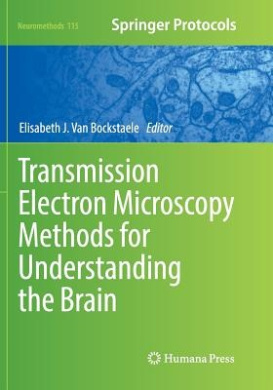 Neuromethods 115
Springer Protocols
Elisabeth J. Van Bockstaele Editor
Transmission
Electron Microscopy
Methods for
Understanding
the Brain
Humana Press